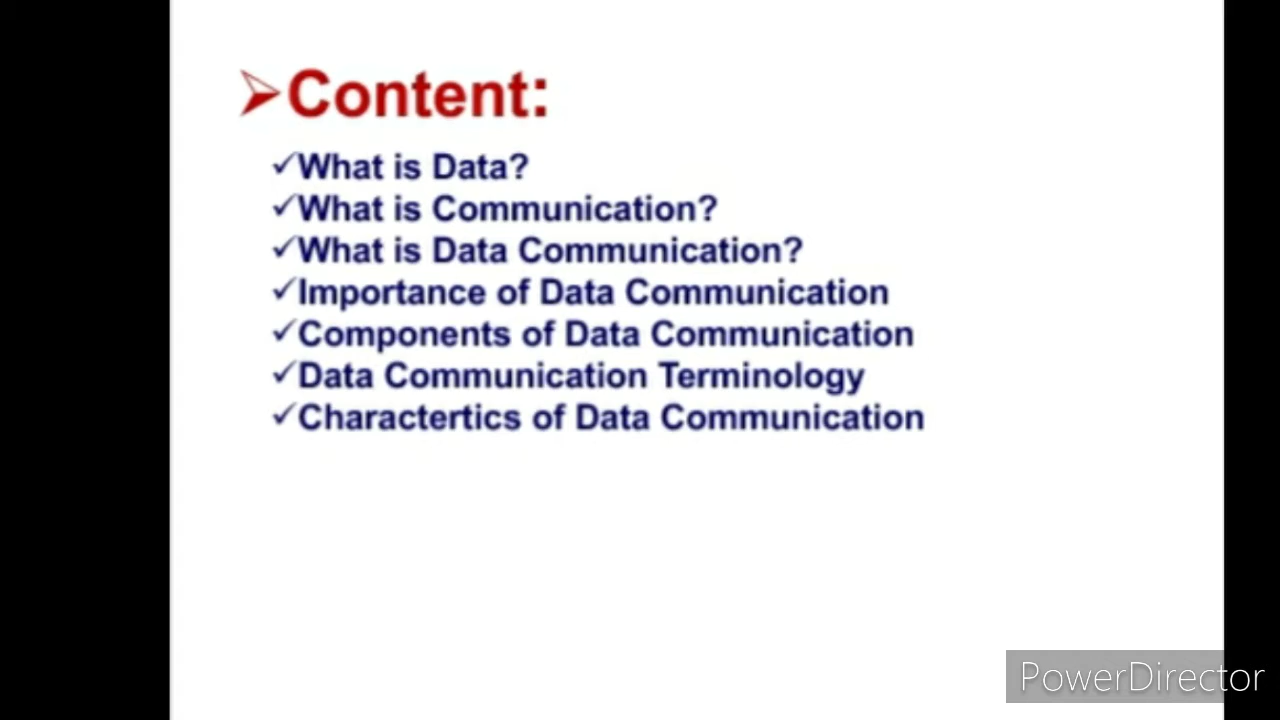 ➢Content:
✓What is Data?
✓What is Communication?
✓What is Data Communication?
✓Importance of Data Communication
✓Components of Data Communication
✓Data Communication Terminology
✓Charactertics of Data Communication
PowerDirector